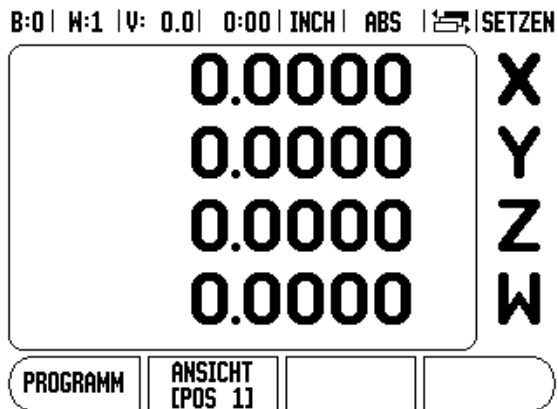 B:0| W:1 |V: 0.0| 0:00| INCH| ABS | |SETZEN
0.0000 X
0.0000 Y
0.0000 Z
0.0000 W
PROGRAMM
ANSICHT
[POS 1]